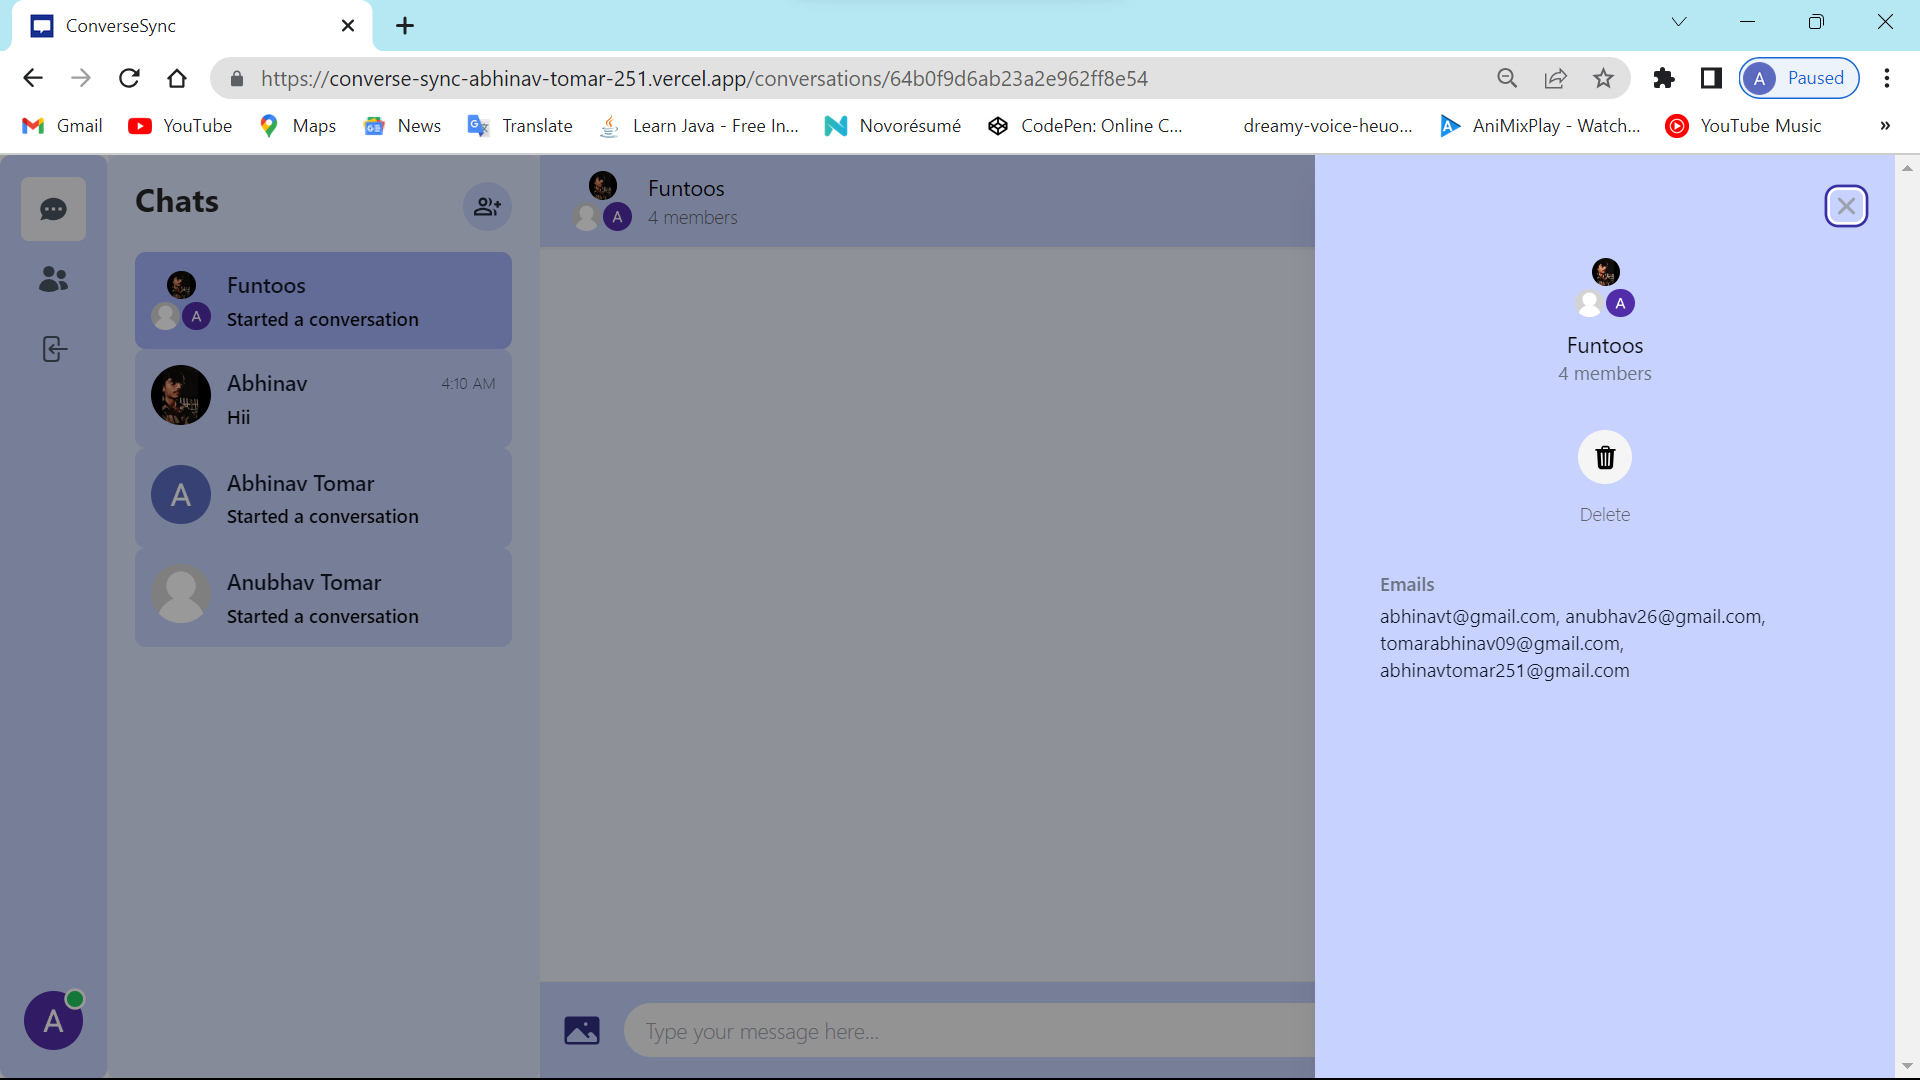 ConverseSync
https://converse-sync-abhinav-tomar-251.vercel.app/conversations/64b0f9d6ab23a2e962ff8e54
A Paused
Gmail YouTube Maps News Translate Learn Java - Free In... Novorésumé CodePen: Online C... dreamy-voice-heuo... AniMixPlay - Watch... YouTube Music »
Chats
Funtoos
A
Started a conversation
Abhinav 4:10 AM
Hii
A
Abhinav Tomar
Started a conversation
Anubhav Tomar
Started a conversation
A
Funtoos
A
4 members
Type your message here...
A
Funtoos
4 members
Delete
Emails
abhinavt@gmail.com, anubhav26@gmail.com,
tomarabhinav09@gmail.com,
abhinavtomar251@gmail.com